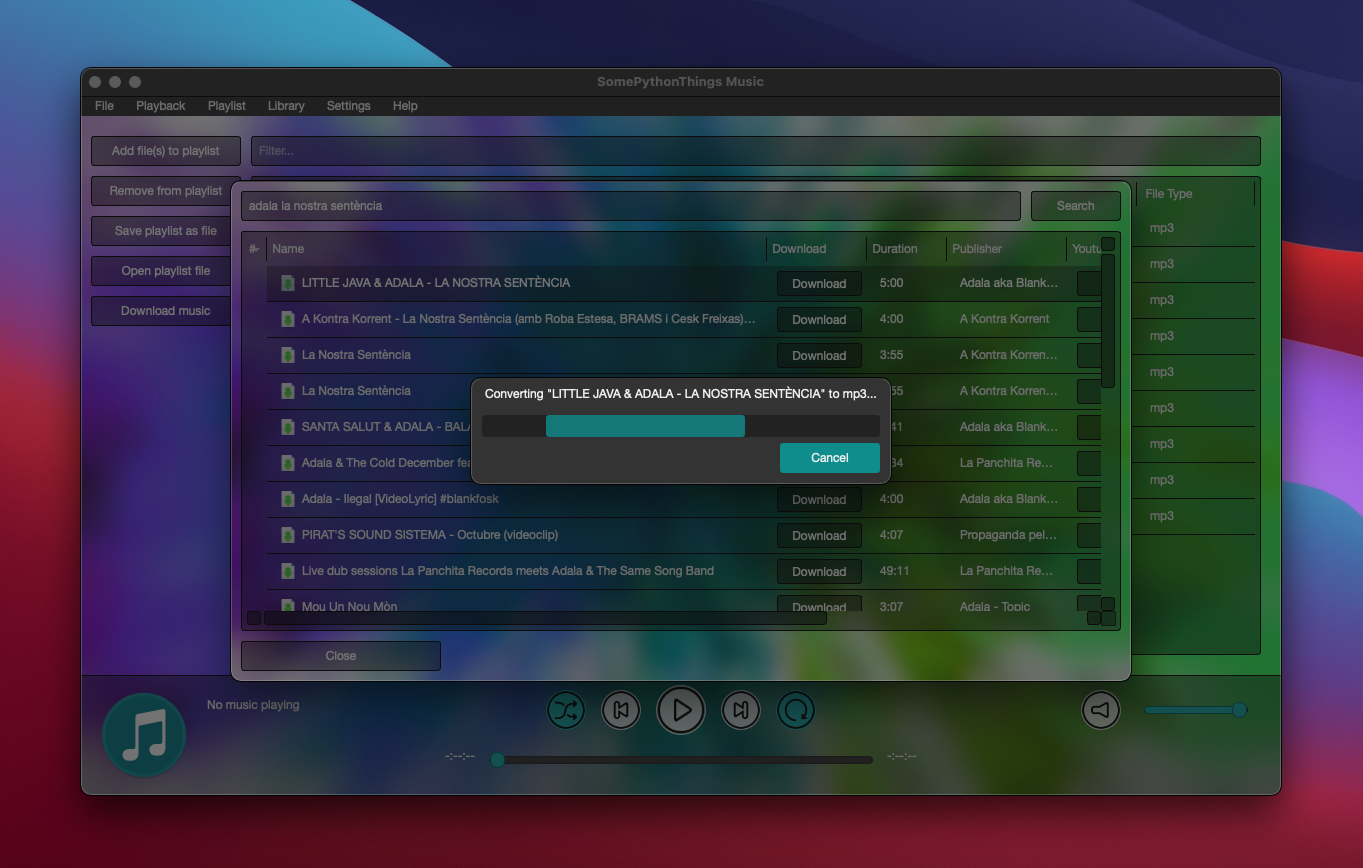 SomePythonThings Music
File Playback Playlist Library Settings Help
Add file(s) to playlist
Filter...
Remove from playlist
Save playlist as file
Open playlist file
Download music
adala la nostra sentència
Search
File Type
# Name Download Duration Publisher Youtu
LITTLE JAVA & ADALA - LA NOSTRA SENTÈNCIA Download 5:00 Adala aka Blank…
A Kontra Korrent - La Nostra Sentència (amb Roba Estesa, BRAMS i Cesk Freixas)… Download 4:00 A Kontra Korrent
La Nostra Sentència Download 3:55 A Kontra Korren…
La Nostra Sentència 55 A Kontra Korren…
SANTA SALUT & ADALA - BALA 41 Adala aka Blank…
Adala & The Cold December fea 34 La Panchita Re…
Adala - Ilegal [VideoLyric] #blankfosk Download 4:00 Adala aka Blank…
PIRAT'S SOUND SISTEMA - Octubre (videoclip) Download 4:07 Propaganda pel…
Live dub sessions La Panchita Records meets Adala & The Same Song Band Download 49:11 La Panchita Re…
Mou Un Nou Mòn Download 3:07 Adala - Topic
mp3
mp3
mp3
mp3
mp3
mp3
mp3
mp3
mp3
Converting "LITTLE JAVA & ADALA - LA NOSTRA SENTÈNCIA" to mp3...
Cancel
Close
No music playing
-:--:--
-:--:--